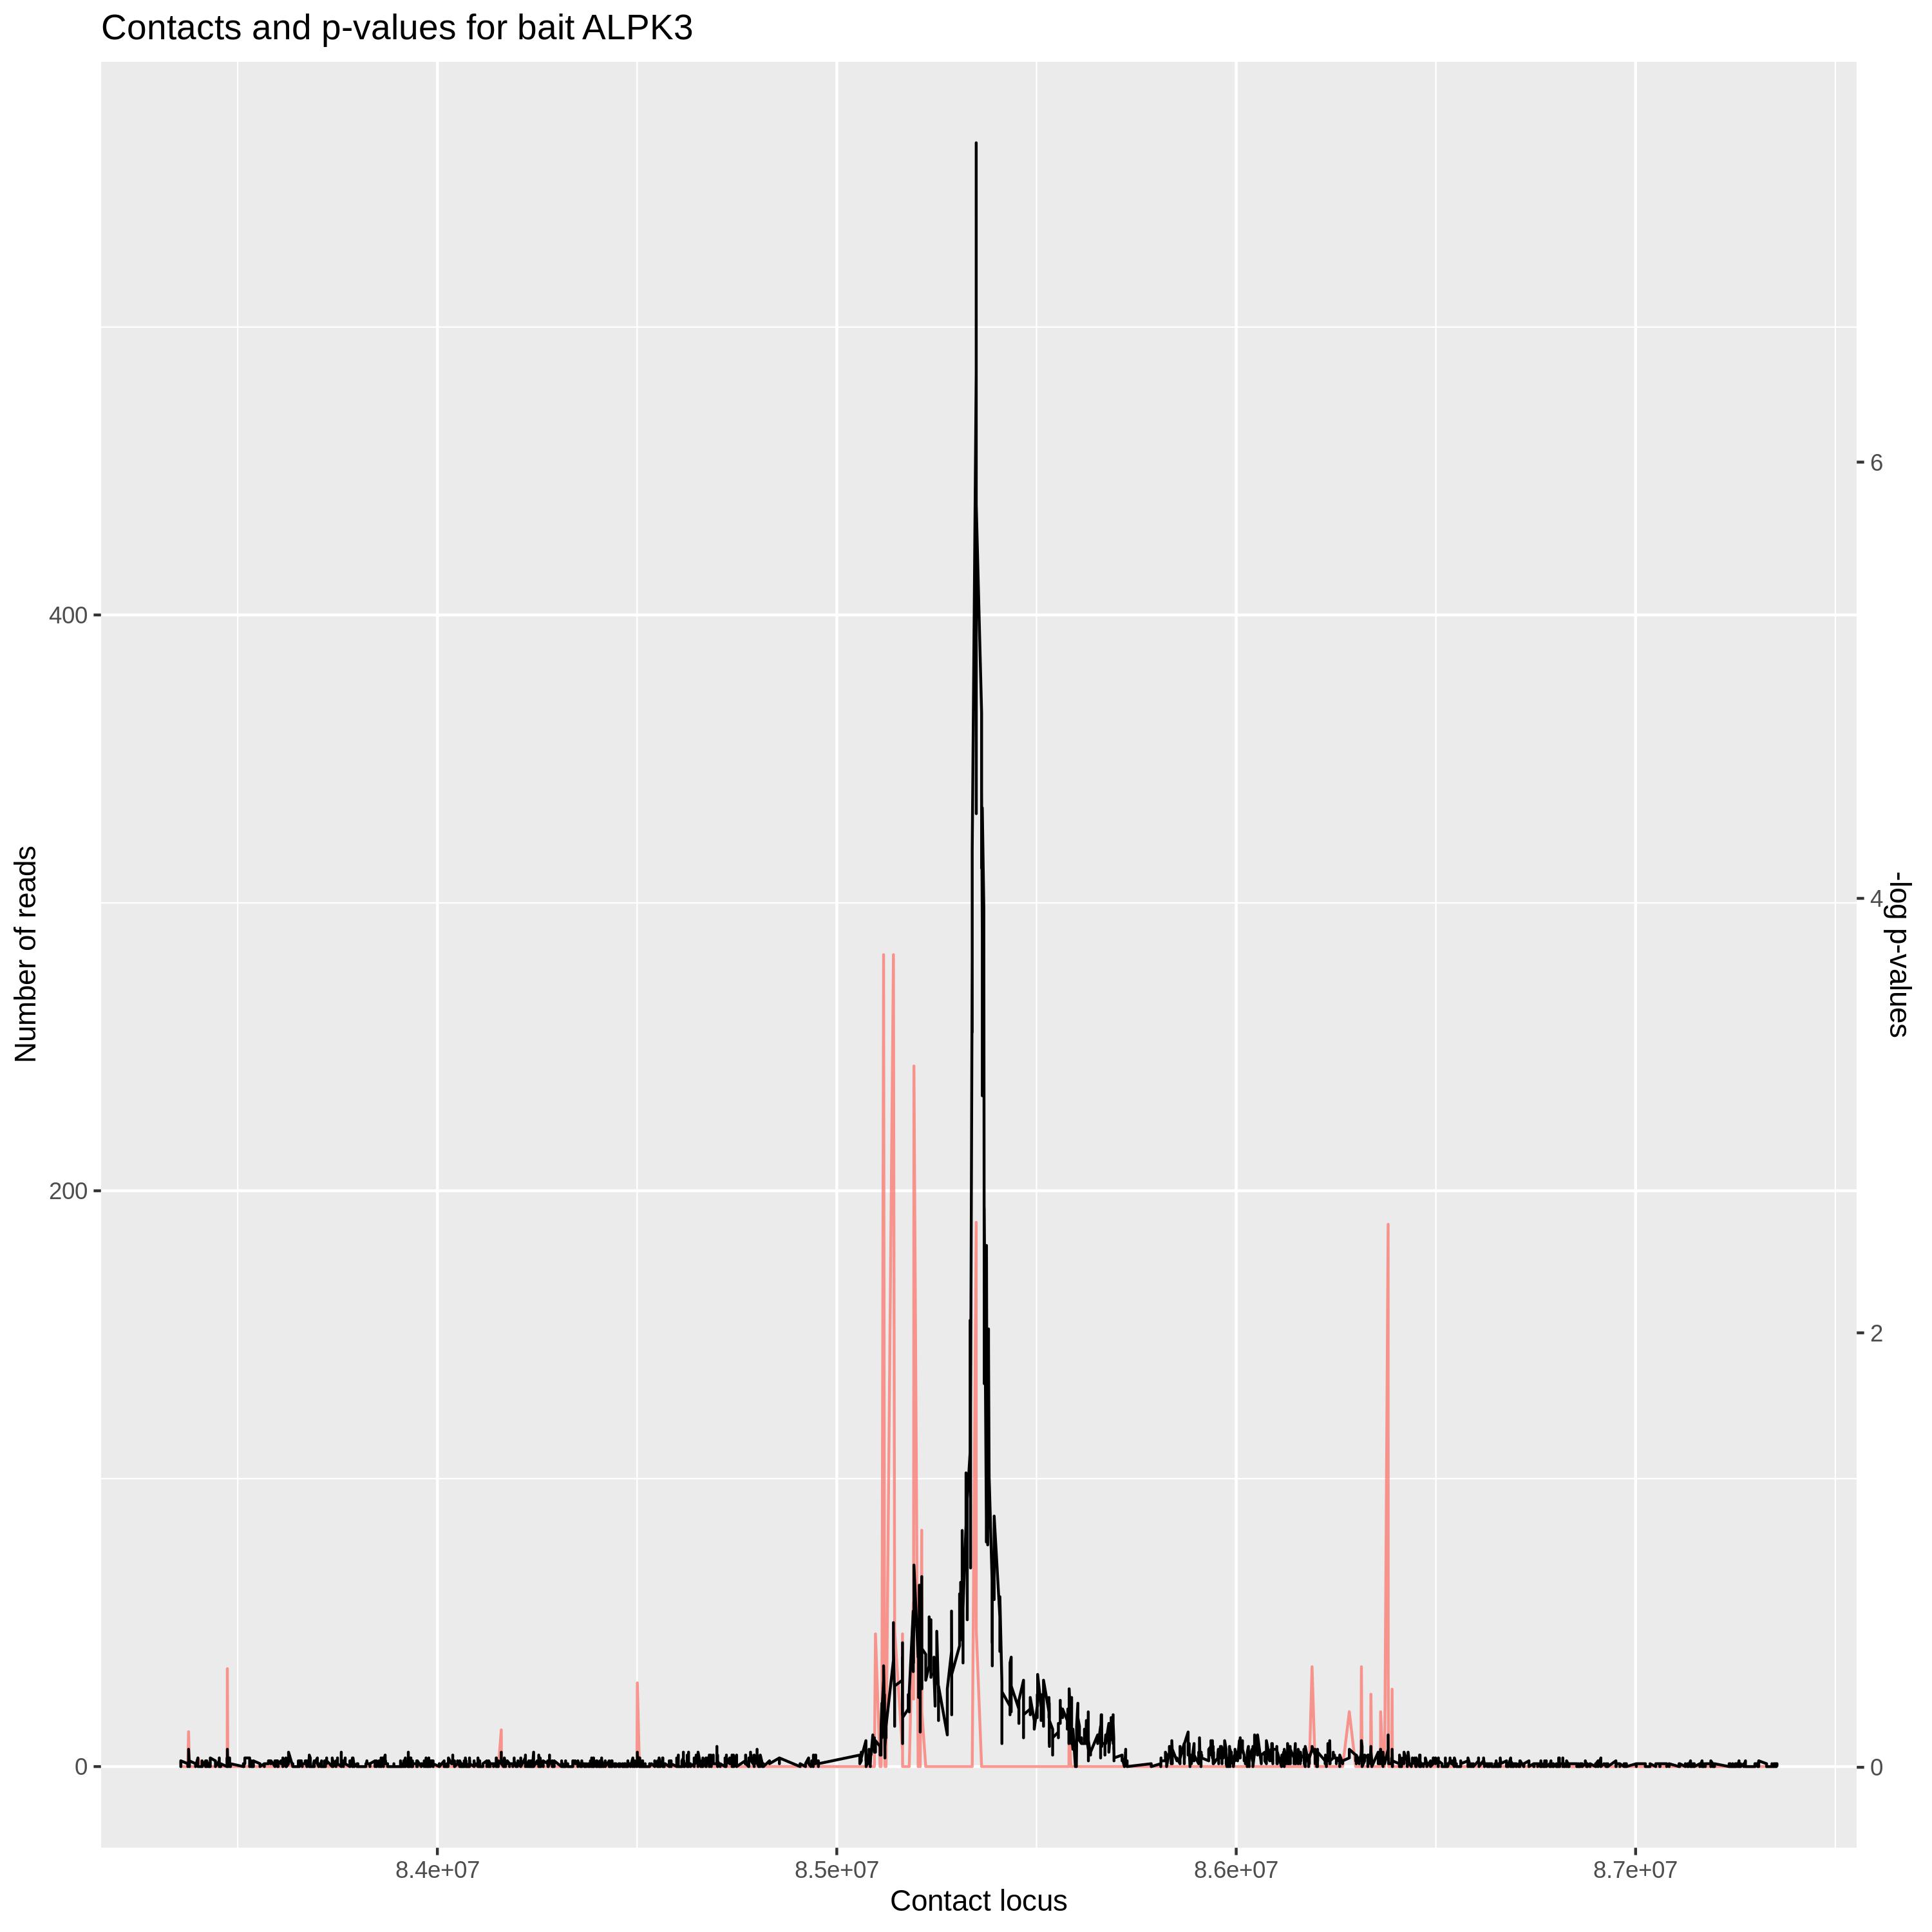 Contacts and p-values for bait ALPK3
Number of reads
400
200
0
6
4
2
0
-log p-values
8.4e+07
8.5e+07
8.6e+07
8.7e+07
Contact locus